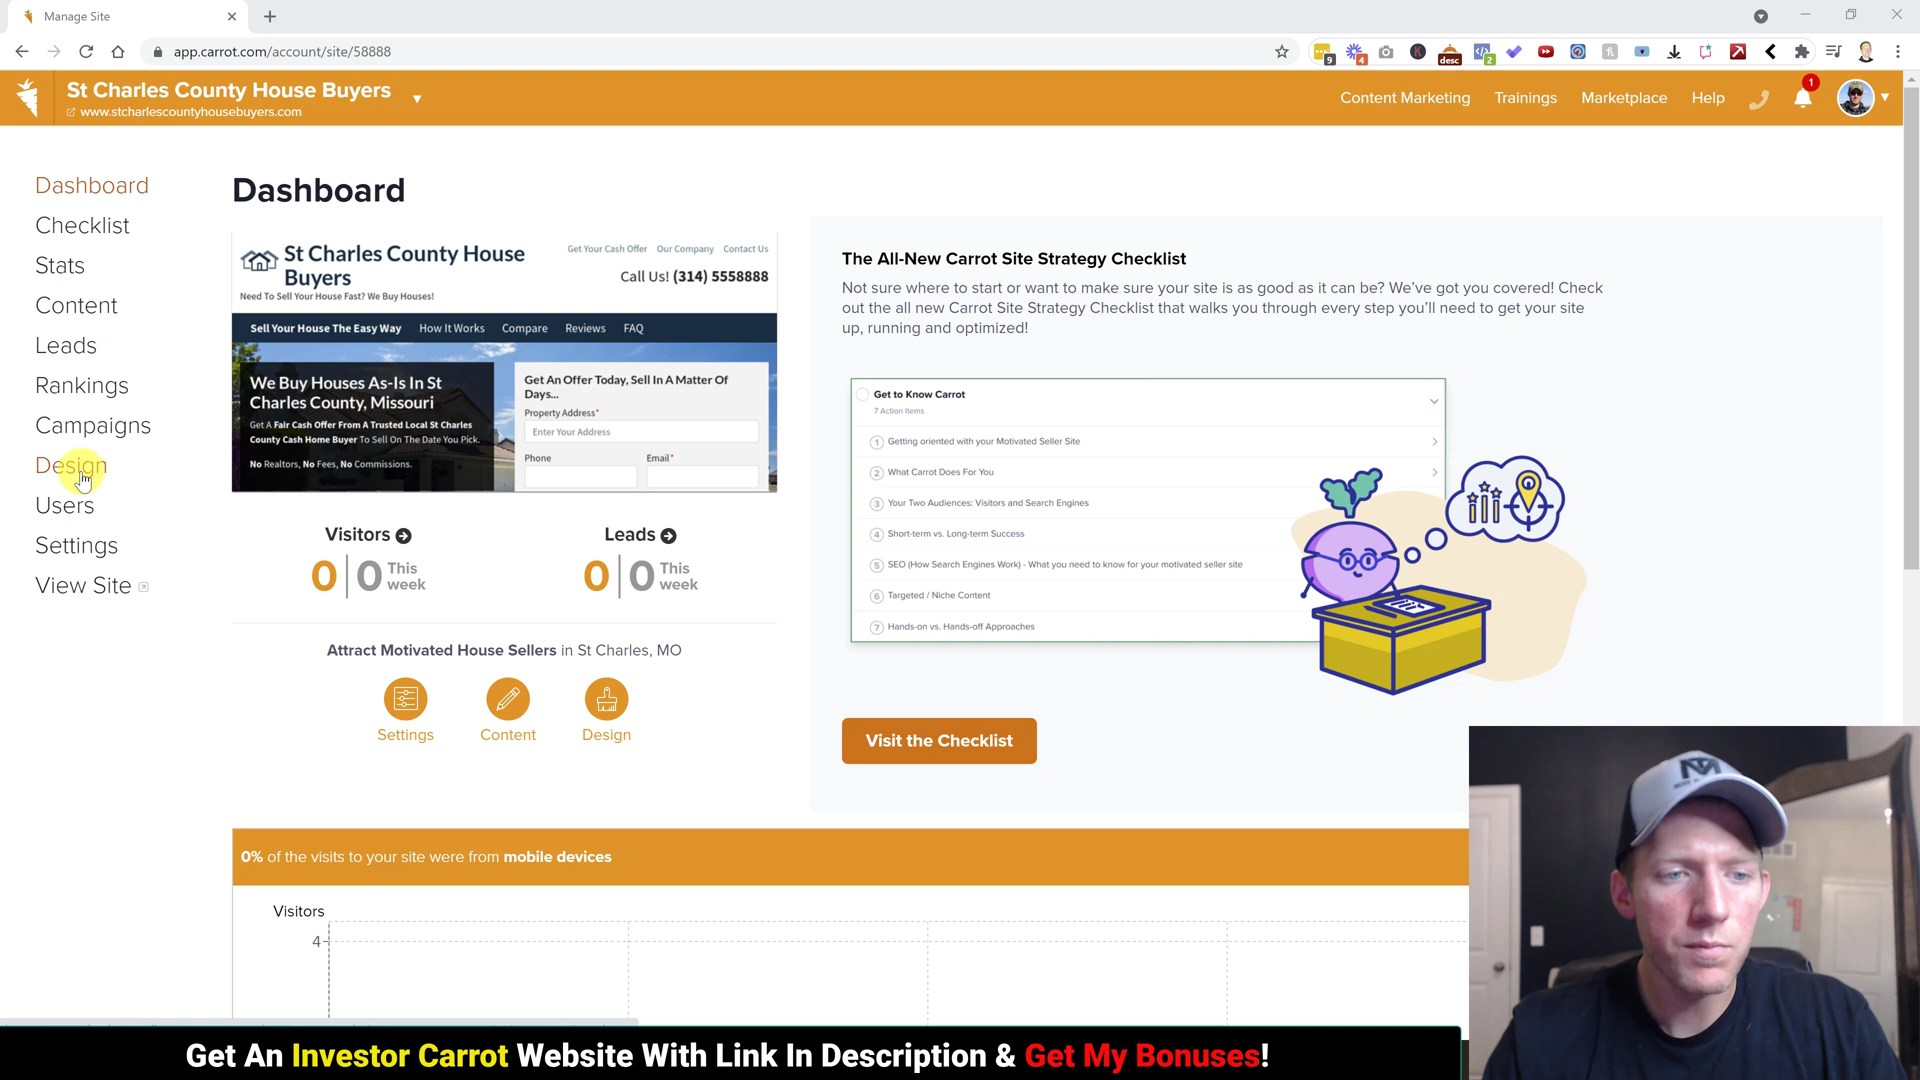 Manage Site
app.carrot.com/account/site/58888
9
4
desc
2
St Charles County House Buyers
www.stcharlescountyhousebuyers.com
Content Marketing
Trainings
Marketplace
Help
1
Dashboard
Checklist
Stats
Content
Leads
Rankings
Campaigns
Design
Users
Settings
View Site
Dashboard
St Charles County House
Buyers
Need To Sell Your House Fast? We Buy Houses!
Get Your Cash Offer Our Company Contact Us
Call Us! (314) 5558888
Sell Your House The Easy Way How It Works Compare Reviews FAQ
We Buy Houses As-Is In St
Charles County, Missouri
Get A Fair Cash Offer From A Trusted Local St Charles
County Cash Home Buyer To Sell On The Date You Pick.
No Realtors, No Fees, No Commissions.
Get An Offer Today, Sell In A Matter Of
Days...
Property Address*
Enter Your Address
Phone
Email*
Visitors
0 0 This
week
Leads
0 0 This
week
Attract Motivated House Sellers in St Charles, MO
Settings
Content
Design
The All-New Carrot Site Strategy Checklist
Not sure where to start or want to make sure your site is as good as it can be? We've got you covered! Check
out the all new Carrot Site Strategy Checklist that walks you through every step you'll need to get your site
up, running and optimized!
Get to Know Carrot
7 Action Items
1 Getting oriented with your Motivated Seller Site
2 What Carrot Does For You
3 Your Two Audiences: Visitors and Search Engines
4 Short-term vs. Long-term Success
5 SEO (How Search Engines Work) - What you need to know for your motivated seller site
6 Targeted / Niche Content
7 Hands-on vs. Hands-off Approaches
Visit the Checklist
0% of the visits to your site were from mobile devices
Visitors
4
Get An Investor Carrot Website With Link In Description & Get My Bonuses!